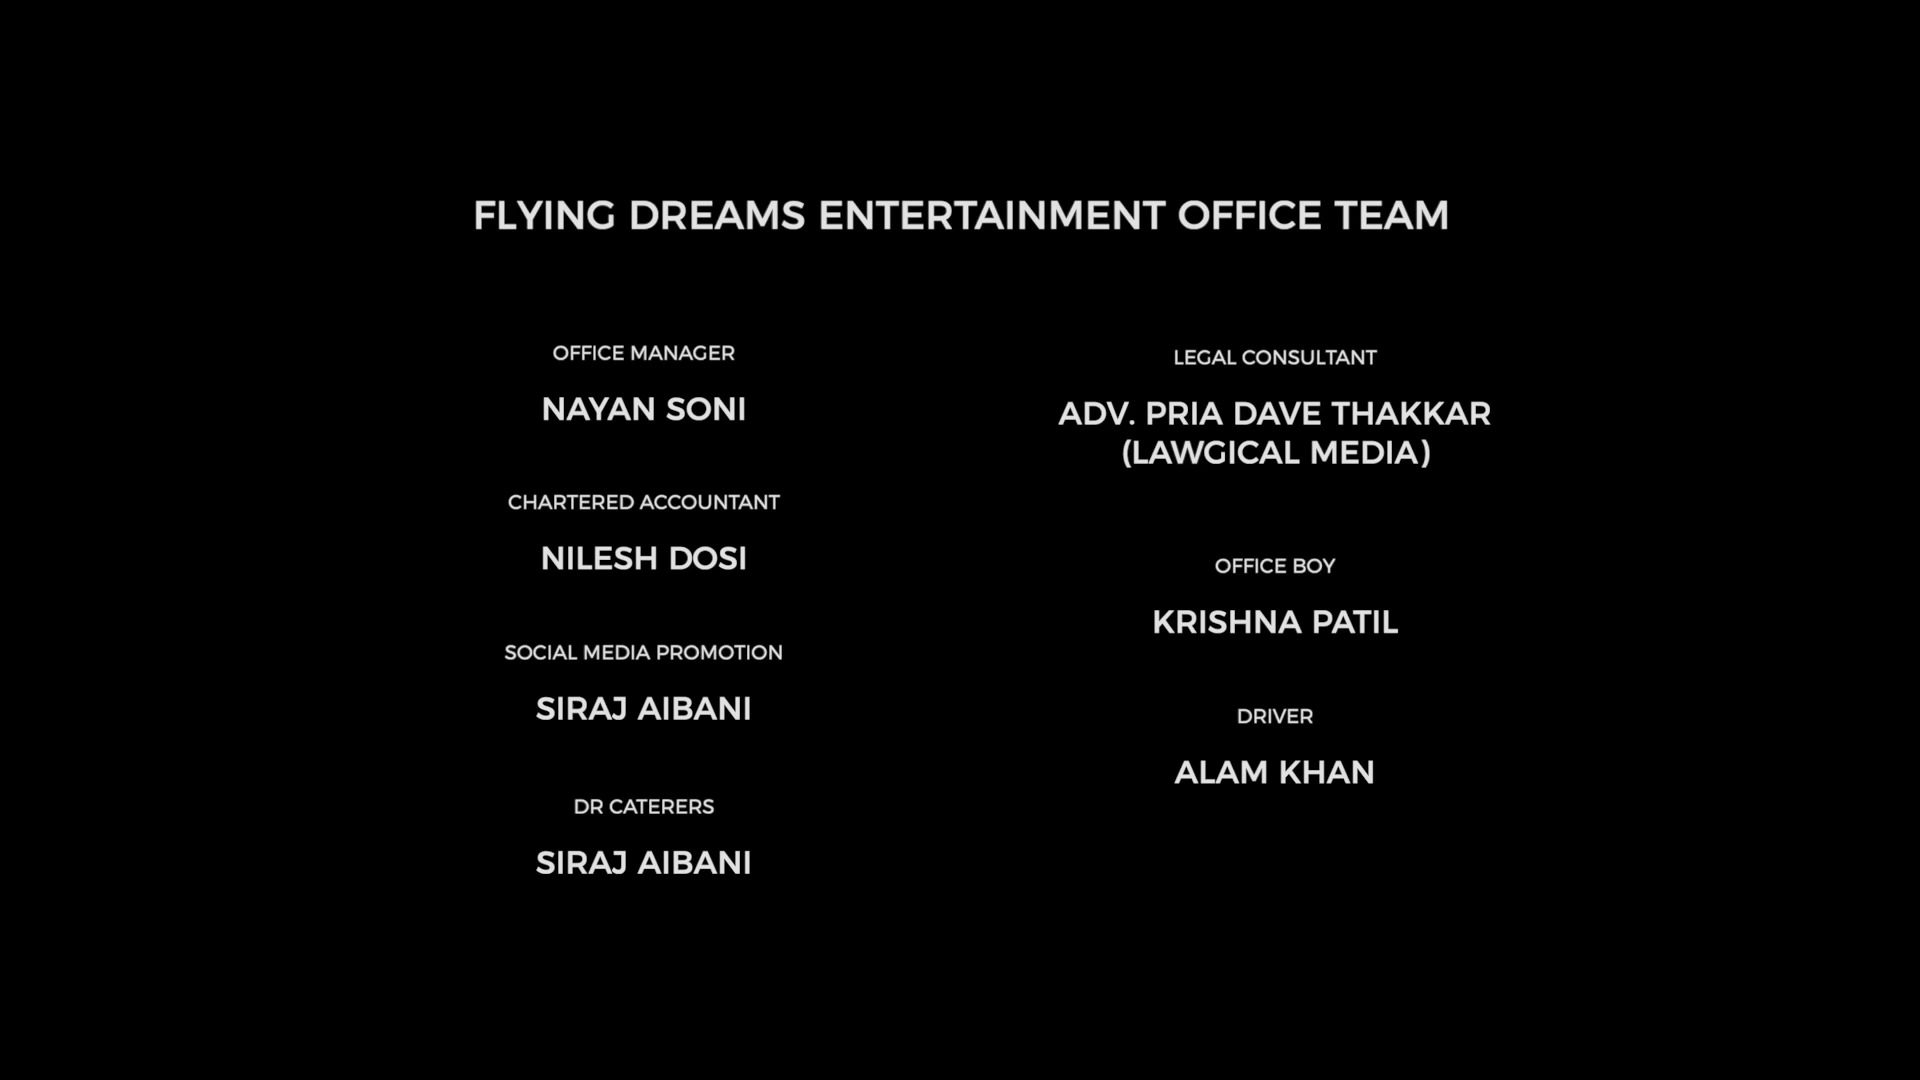 FLYING DREAMS ENTERTAINMENT OFFICE TEAM
OFFICE MANAGER
NAYAN SONI
CHARTERED ACCOUNTANT
NILESH DOSI
SOCIAL MEDIA PROMOTION
SIRAJ AIBANI
DR CATERERS
SIRAJ AIBANI
LEGAL CONSULTANT
ADV. PRIA DAVE THAKKAR
(LAWGICAL MEDIA)
OFFICE BOY
KRISHNA PATIL
DRIVER
ALAM KHAN